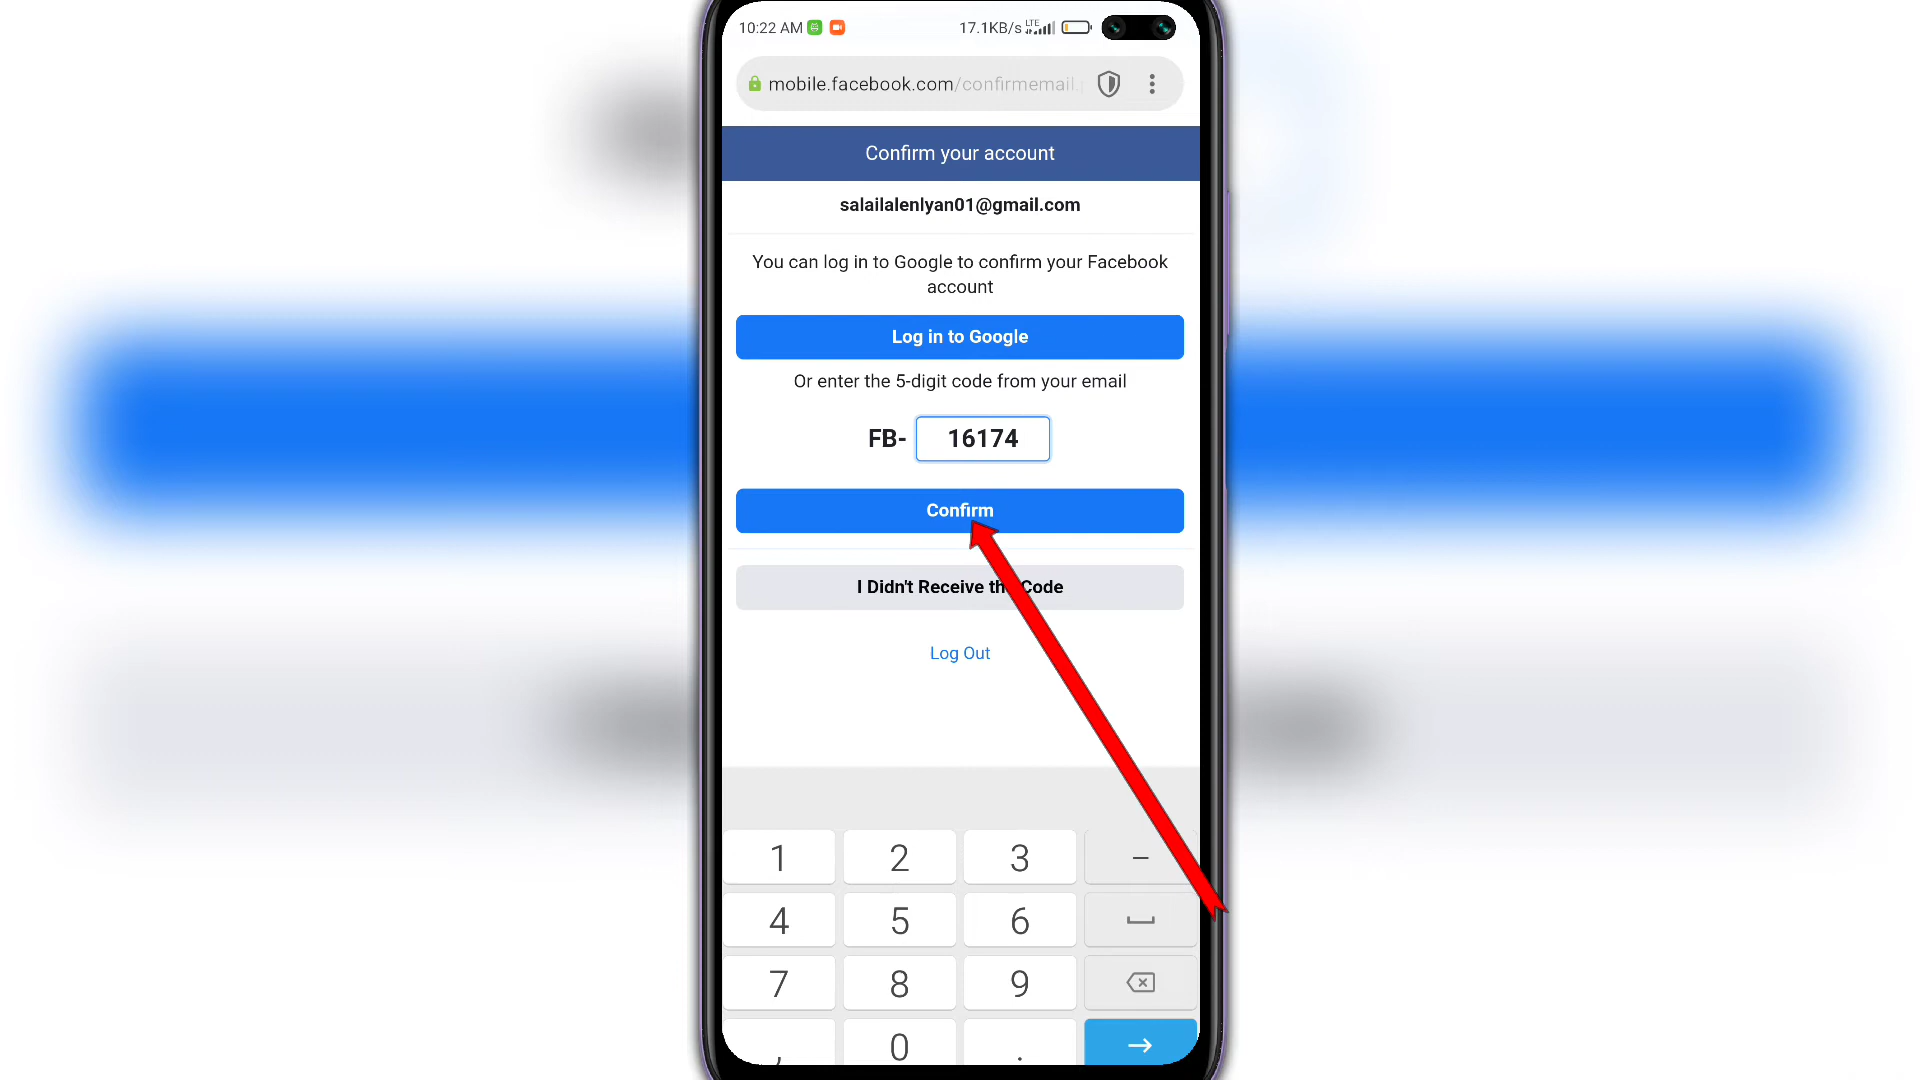 10:22 AM 17.1KB/s LTE
mobile.facebook.com/confirmemail.
Confirm your account
salailalenlyan01@gmail.com
You can log in to Google to confirm your Facebook
account
Log in to Google
Or enter the 5-digit code from your email
FB- 16174
Confirm
I Didn't Receive the Code
Log Out
1 2 3 –
4 5 6
7 8 9
, 0 .